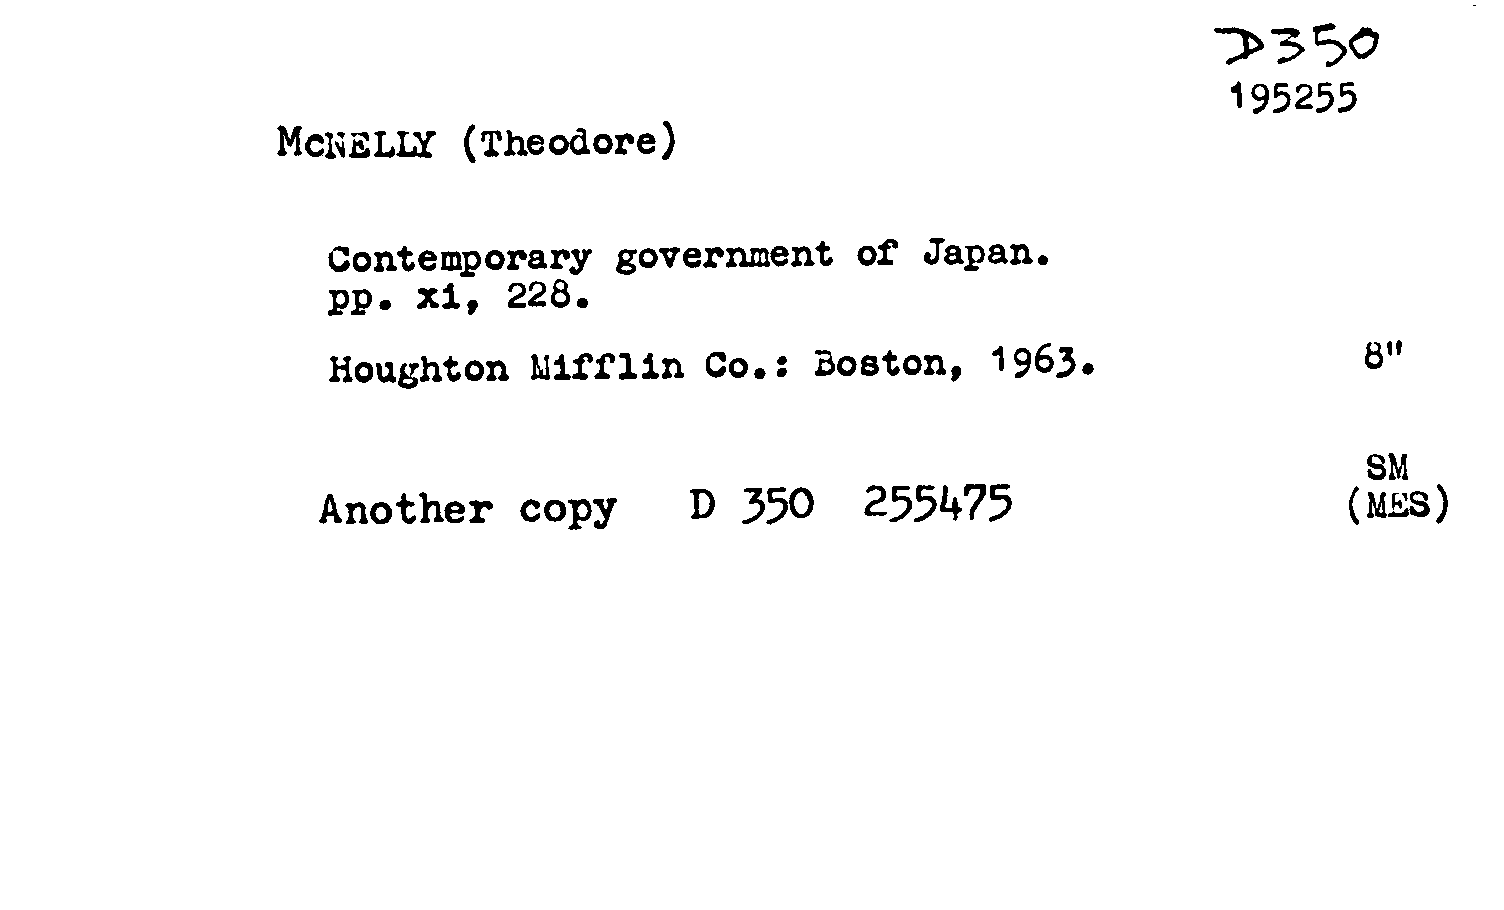 D350
195255
McNELLY (Theodore)
Contemporary government of Japan.
pp. xi, 228.
Houghton Mifflin Co.: Boston, 1963. 8"
SM
Another copy D 350 255475 (MES)